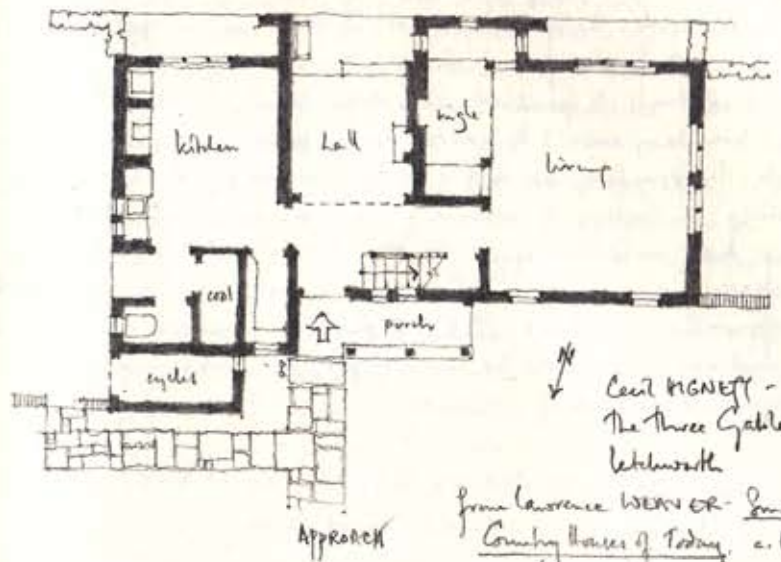 kitchen
hall
ingle
living
coal
porch
cycles
N
Cecil HIGNETT -
The Three Gable
Letchworth
from Lawrence WEAVER -
Country Houses of Today
APPROACH